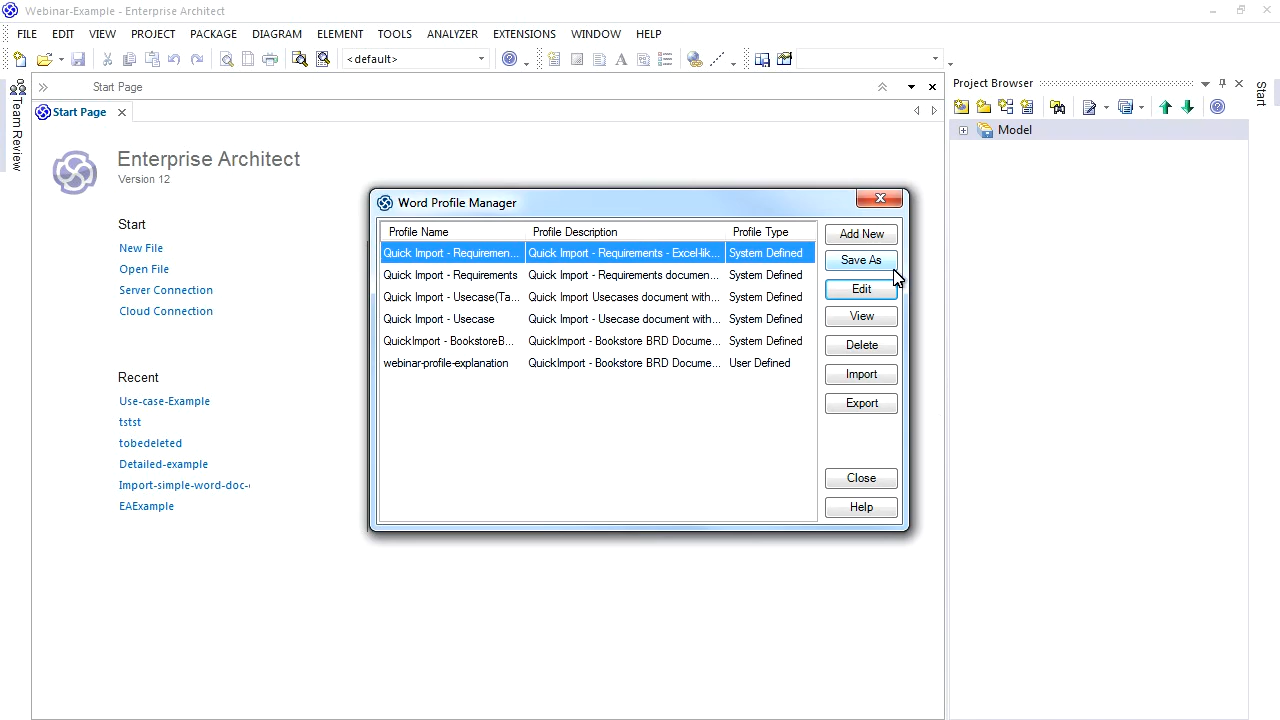 Webinar-Example - Enterprise Architect
FILE EDIT VIEW PROJECT PACKAGE DIAGRAM ELEMENT TOOLS ANALYZER EXTENSIONS WINDOW HELP
<default>
Start Page
Project Browser
Start Page
Team Review
Start
Model
Enterprise Architect
Version 12
Start
New File
Open File
Server Connection
Cloud Connection
Recent
Use-case-Example
tstst
tobedeleted
Detailed-example
Import-simple-word-doc-
EAExample
Word Profile Manager
Profile Name Profile Description Profile Type
Quick Import - Requiremen... Quick Import - Requirements - Excel-lik... System Defined
Quick Import - Requirements Quick Import - Requirements documen... System Defined
Quick Import - Usecase(Ta... Quick Import Usecases document with... System Defined
Quick Import - Usecase Quick Import - Usecase document with... System Defined
QuickImport - BookstoreB... QuickImport - Bookstore BRD Docume... System Defined
webinar-profile-explanation QuickImport - Bookstore BRD Docume... User Defined
Add New
Save As
Edit
View
Delete
Import
Export
Close
Help